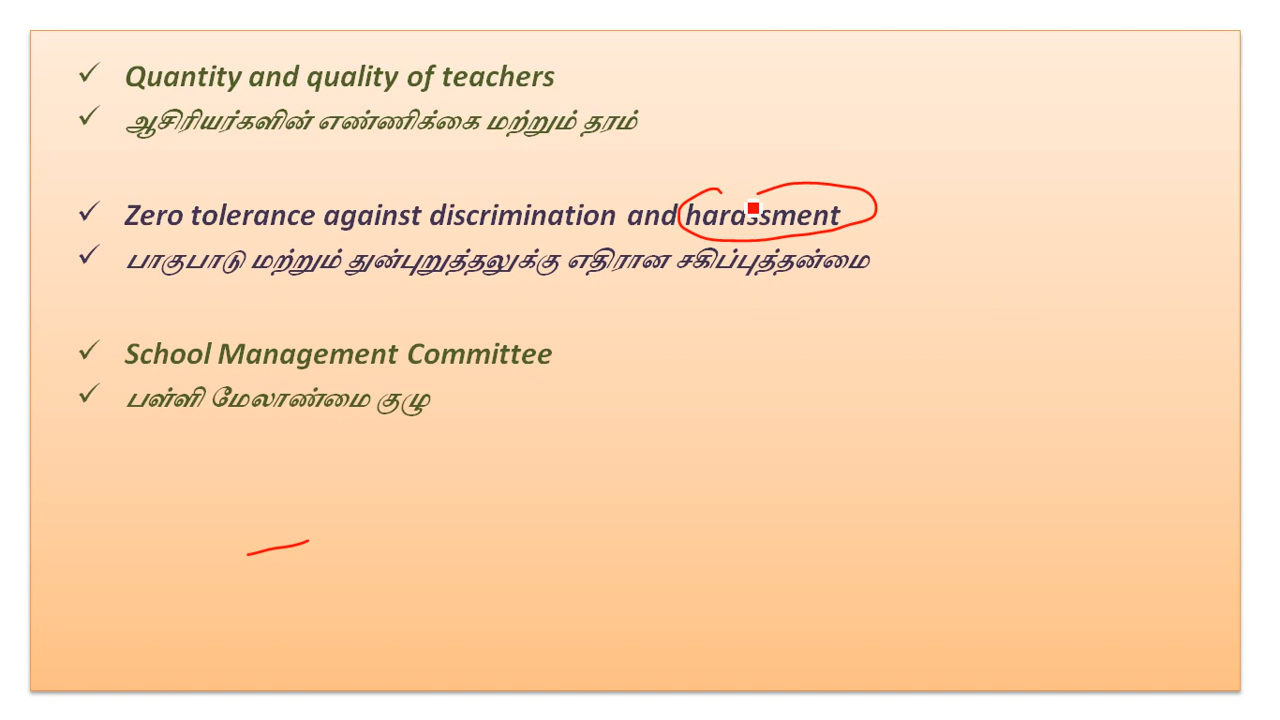 Quantity and quality of teachers
ஆசிரியர்களின் எண்ணிக்கை மற்றும் தரம்
Zero tolerance against discrimination and harassment
பாகுபாடு மற்றும் துன்புறுத்தலுக்கு எதிரான சகிப்புத்தன்மை
School Management Committee
பள்ளி மேலாண்மை குழு